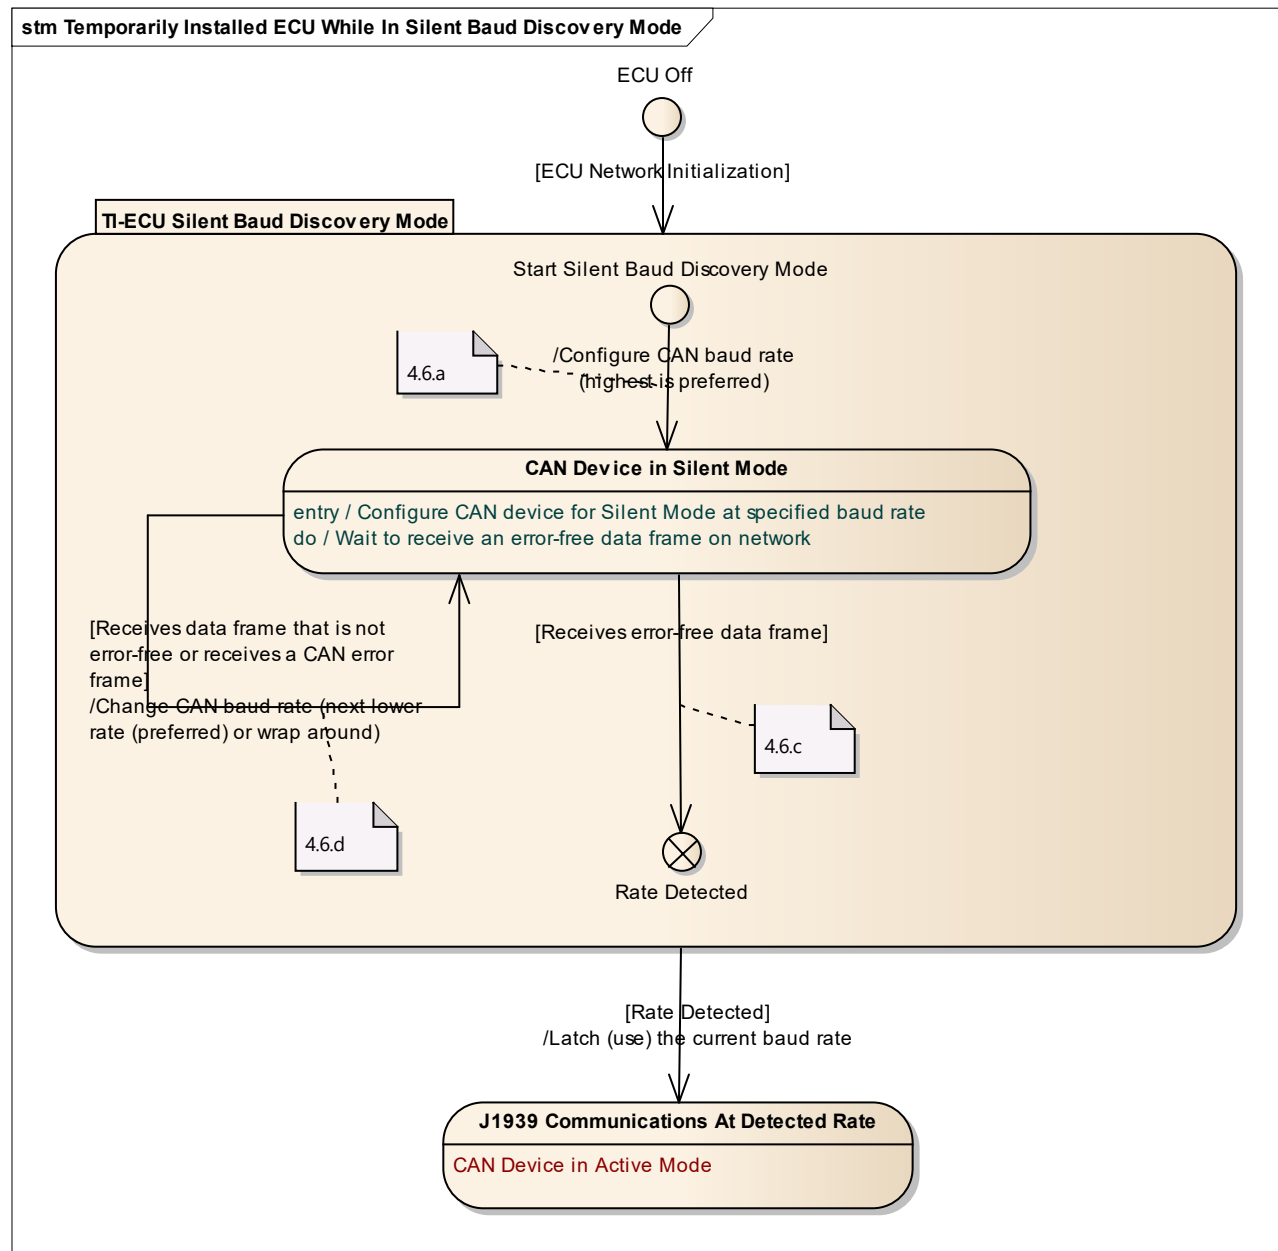 stm Temporarily Installed ECU While In Silent Baud Discovery Mode
ECU Off
[ECU Network Initialization]
TI-ECU Silent Baud Discovery Mode
Start Silent Baud Discovery Mode
/Configure CAN baud rate
(highest is preferred)
4.6.a
CAN Device in Silent Mode
entry / Configure CAN device for Silent Mode at specified baud rate
do / Wait to receive an error-free data frame on network
[Receives data frame that is not
error-free or receives a CAN error
frame]
/Change CAN baud rate (next lower
rate (preferred) or wrap around)
[Receives error-free data frame]
4.6.c
4.6.d
Rate Detected
[Rate Detected]
/Latch (use) the current baud rate
J1939 Communications At Detected Rate
CAN Device in Active Mode